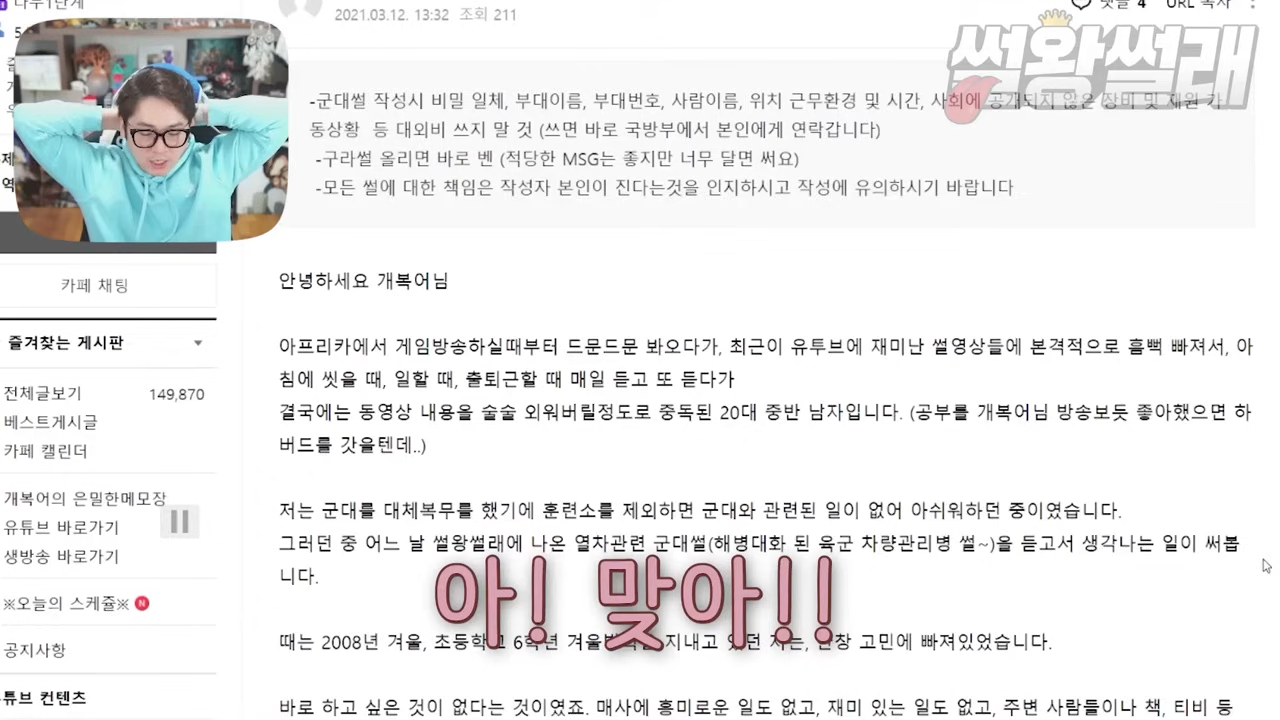 2021.03.12. 13:32 조회 211
댓글 4 URL 복사
썰왕썰래
-군대썰 작성시 비밀 일체, 부대이름, 부대번호, 사람이름, 위치 근무환경 및 시간, 사회에 공개되지 않은 장비 및 재원 가
동상황 등 대외비 쓰지 말 것 (쓰면 바로 국방부에서 본인에게 연락갑니다)
-구라썰 올리면 바로 벤 (적당한 MSG는 좋지만 너무 달면 써요)
-모든 썰에 대한 책임은 작성자 본인이 진다는것을 인지하시고 작성에 유의하시기 바랍니다
카페 채팅
즐겨찾는 게시판
전체글보기 149,870
베스트게시글
카페 캘린더
개복어의 은밀한메모장
유튜브 바로가기
생방송 바로가기
※오늘의 스케쥴※ N
공지사항
튜브 컨텐츠
안녕하세요 개복어님
아프리카에서 게임방송하실때부터 드문드문 봐오다가, 최근이 유투브에 재미난 썰영상들에 본격적으로 흠뻑 빠져서, 아
침에 씻을 때, 일할 때, 출퇴근할 때 매일 듣고 또 듣다가
결국에는 동영상 내용을 술술 외워버릴정도로 중독된 20대 중반 남자입니다. (공부를 개복어님 방송보듯 좋아했으면 하
버드를 갓을텐데..)
저는 군대를 대체복무를 했기에 훈련소를 제외하면 군대와 관련된 일이 없어 아쉬워하던 중이였습니다.
그러던 중 어느 날 썰왕썰래에 나온 열차관련 군대썰(해병대화 된 육군 차량관리병 썰~)을 듣고서 생각나는 일이 써봅
니다.
아! 맞아!!
때는 2008년 겨울, 초등학교 6학년 겨울방학을 지내고 있던 저는, 한창 고민에 빠져있었습니다.
바로 하고 싶은 것이 없다는 것이였죠. 매사에 흥미로운 일도 없고, 재미 있는 일도 없고, 주변 사람들이나 책, 티비 등